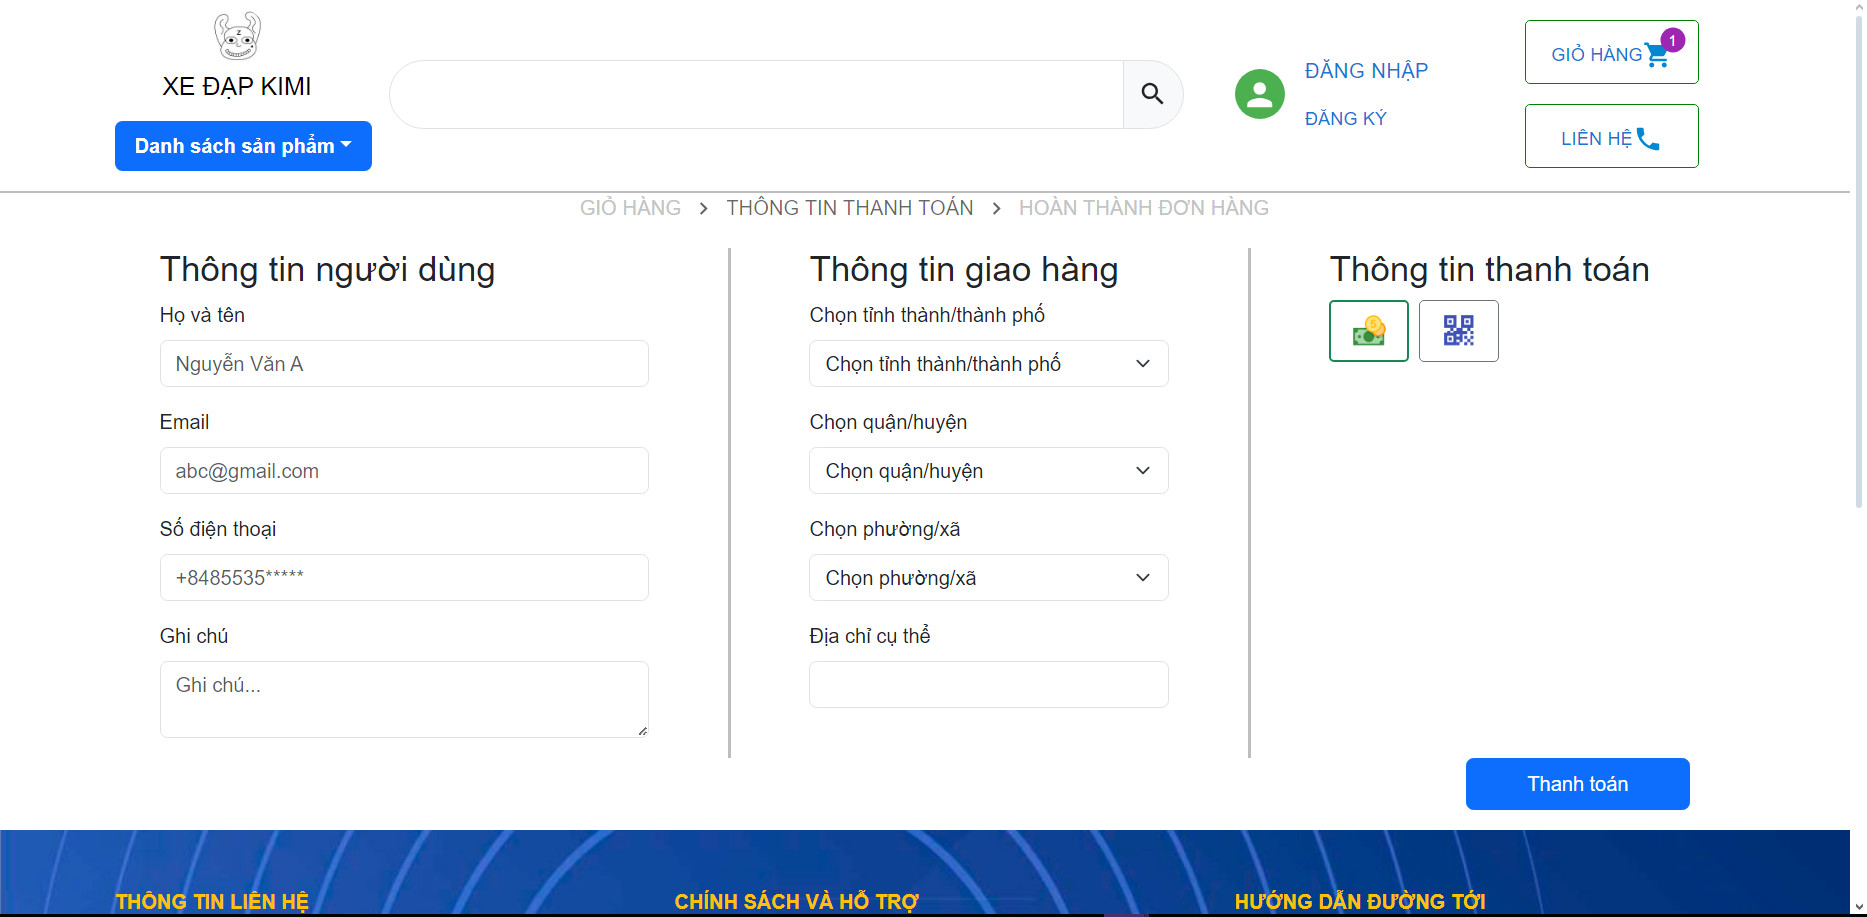 XE ĐẠP KIMI
Danh sách sản phẩm
ĐĂNG NHẬP
ĐĂNG KÝ
GIỎ HÀNG
1
LIÊN HỆ
GIỎ HÀNG > THÔNG TIN THANH TOÁN > HOÀN THÀNH ĐƠN HÀNG
Thông tin người dùng
Họ và tên
Nguyễn Văn A
Email
abc@gmail.com
Số điện thoại
+8485535*****
Ghi chú
Ghi chú...
Thông tin giao hàng
Chọn tỉnh thành/thành phố
Chọn tỉnh thành/thành phố
Chọn quận/huyện
Chọn quận/huyện
Chọn phường/xã
Chọn phường/xã
Địa chỉ cụ thể
Thông tin thanh toán
Thanh toán
THÔNG TIN LIÊN HỆ
CHÍNH SÁCH VÀ HỖ TRỢ
HƯỚNG DẪN ĐƯỜNG TỚI